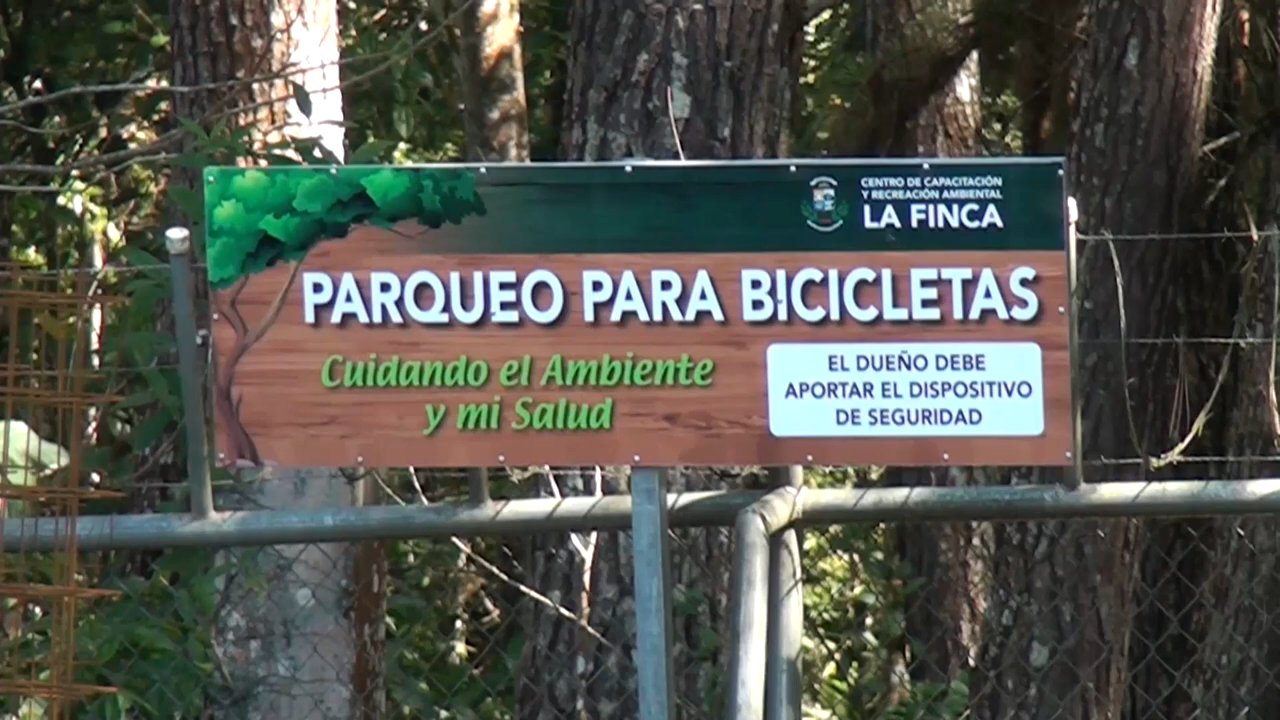 CENTRO DE CAPACITACIÓN
Y RECREACIÓN AMBIENTAL
LA FINCA
PARQUEO PARA BICICLETAS
Cuidando el Ambiente
y mi Salud
EL DUEÑO DEBE
APORTAR EL DISPOSITIVO
DE SEGURIDAD